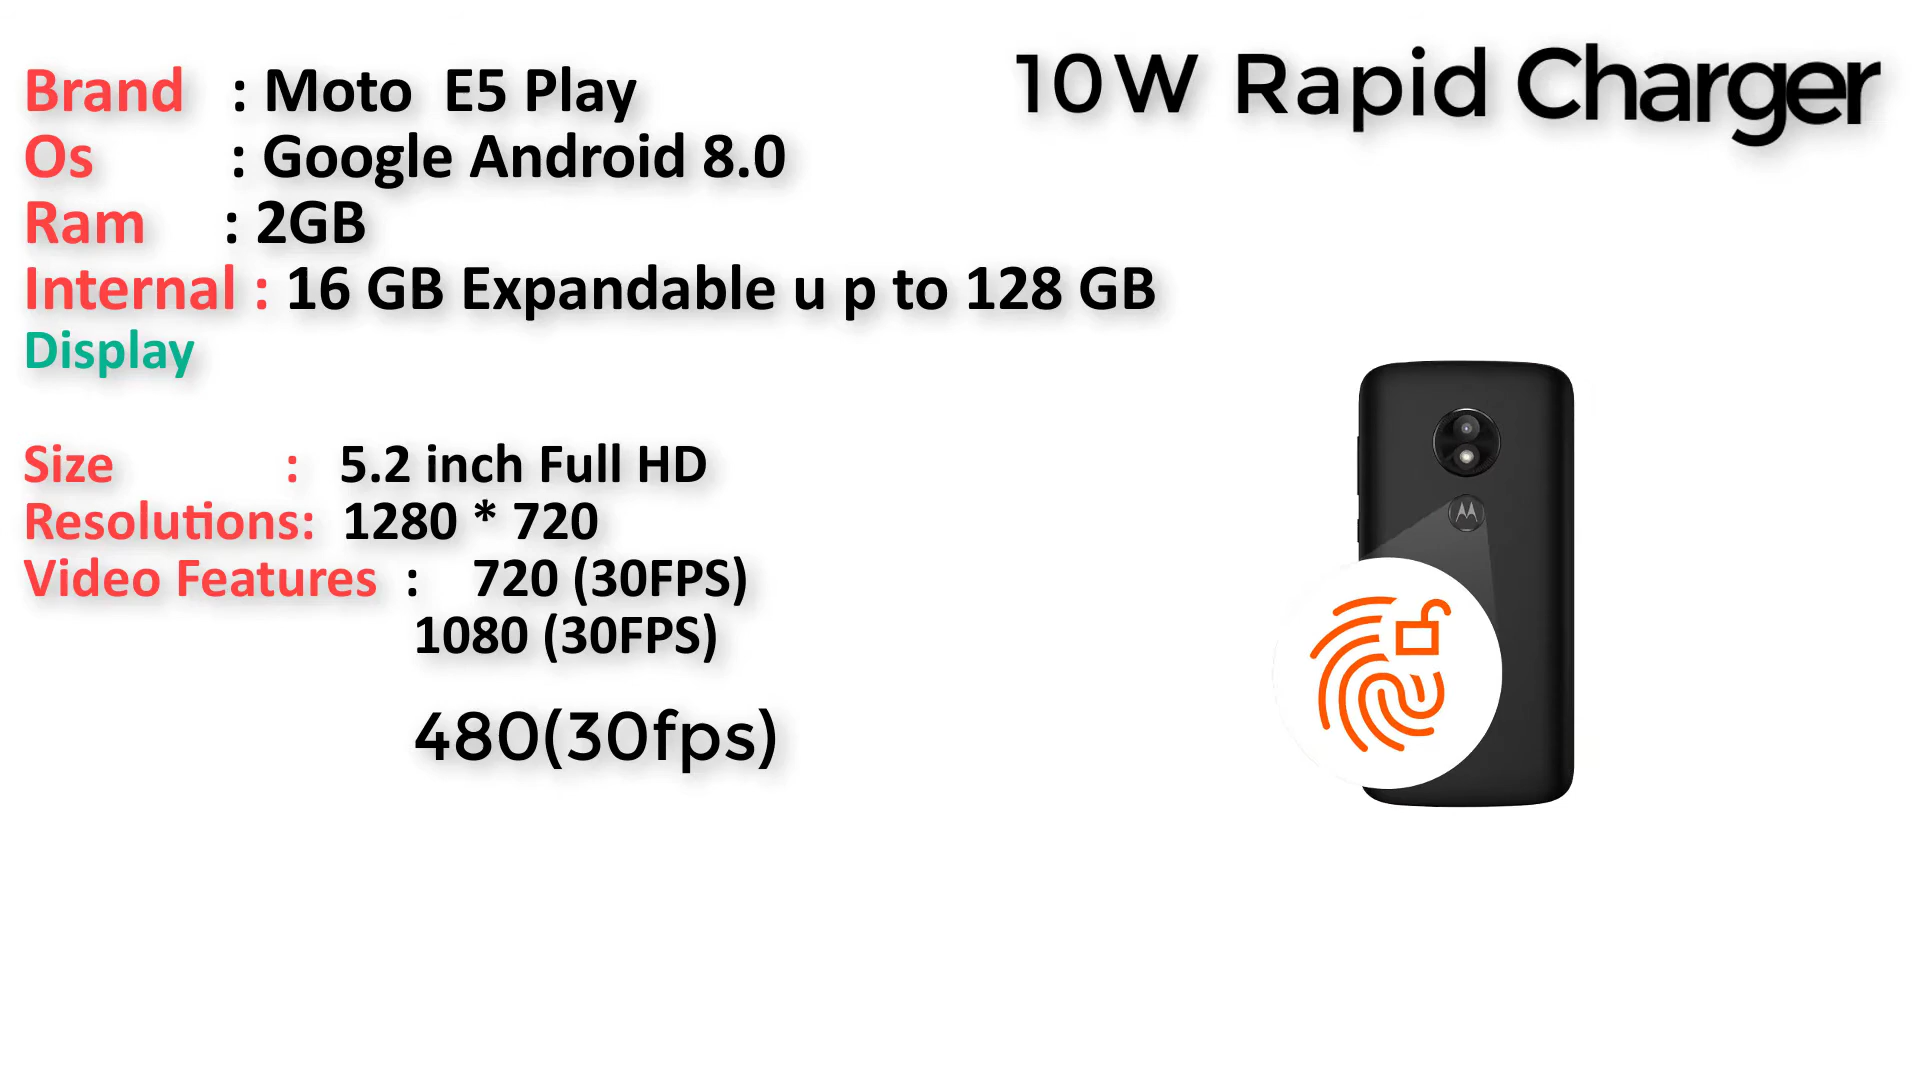 Brand : Moto E5 Play
Os : Google Android 8.0
Ram : 2GB
Internal : 16 GB Expandable u p to 128 GB
Display
Size : 5.2 inch Full HD
Resolutions: 1280 * 720
Video Features : 720 (30FPS)
1080 (30FPS)
480(30fps)
10W Rapid Charger